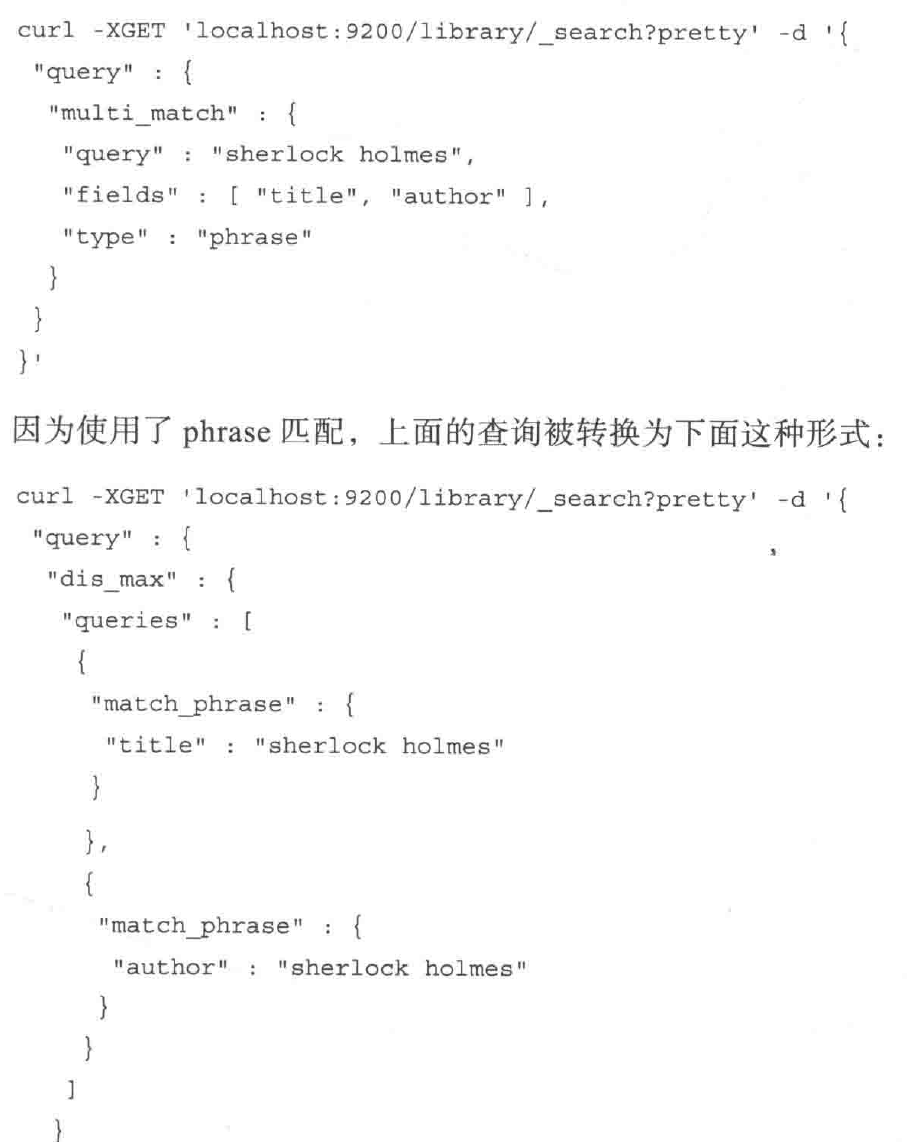 curl -XGET 'localhost:9200/library/_search?pretty' -d '{
"query" : {
"multi_match" : {
"query" : "sherlock holmes",
"fields" : [ "title", "author" ],
"type" : "phrase"
}
}
}'
因为使用了 phrase 匹配，上面的查询被转换为下面这种形式：
curl -XGET 'localhost:9200/library/_search?pretty' -d '{
"query" : {
"dis_max" : {
"queries" : [
{
"match_phrase" : {
"title" : "sherlock holmes"
}
},
{
"match_phrase" : {
"author" : "sherlock holmes"
}
}
]
}